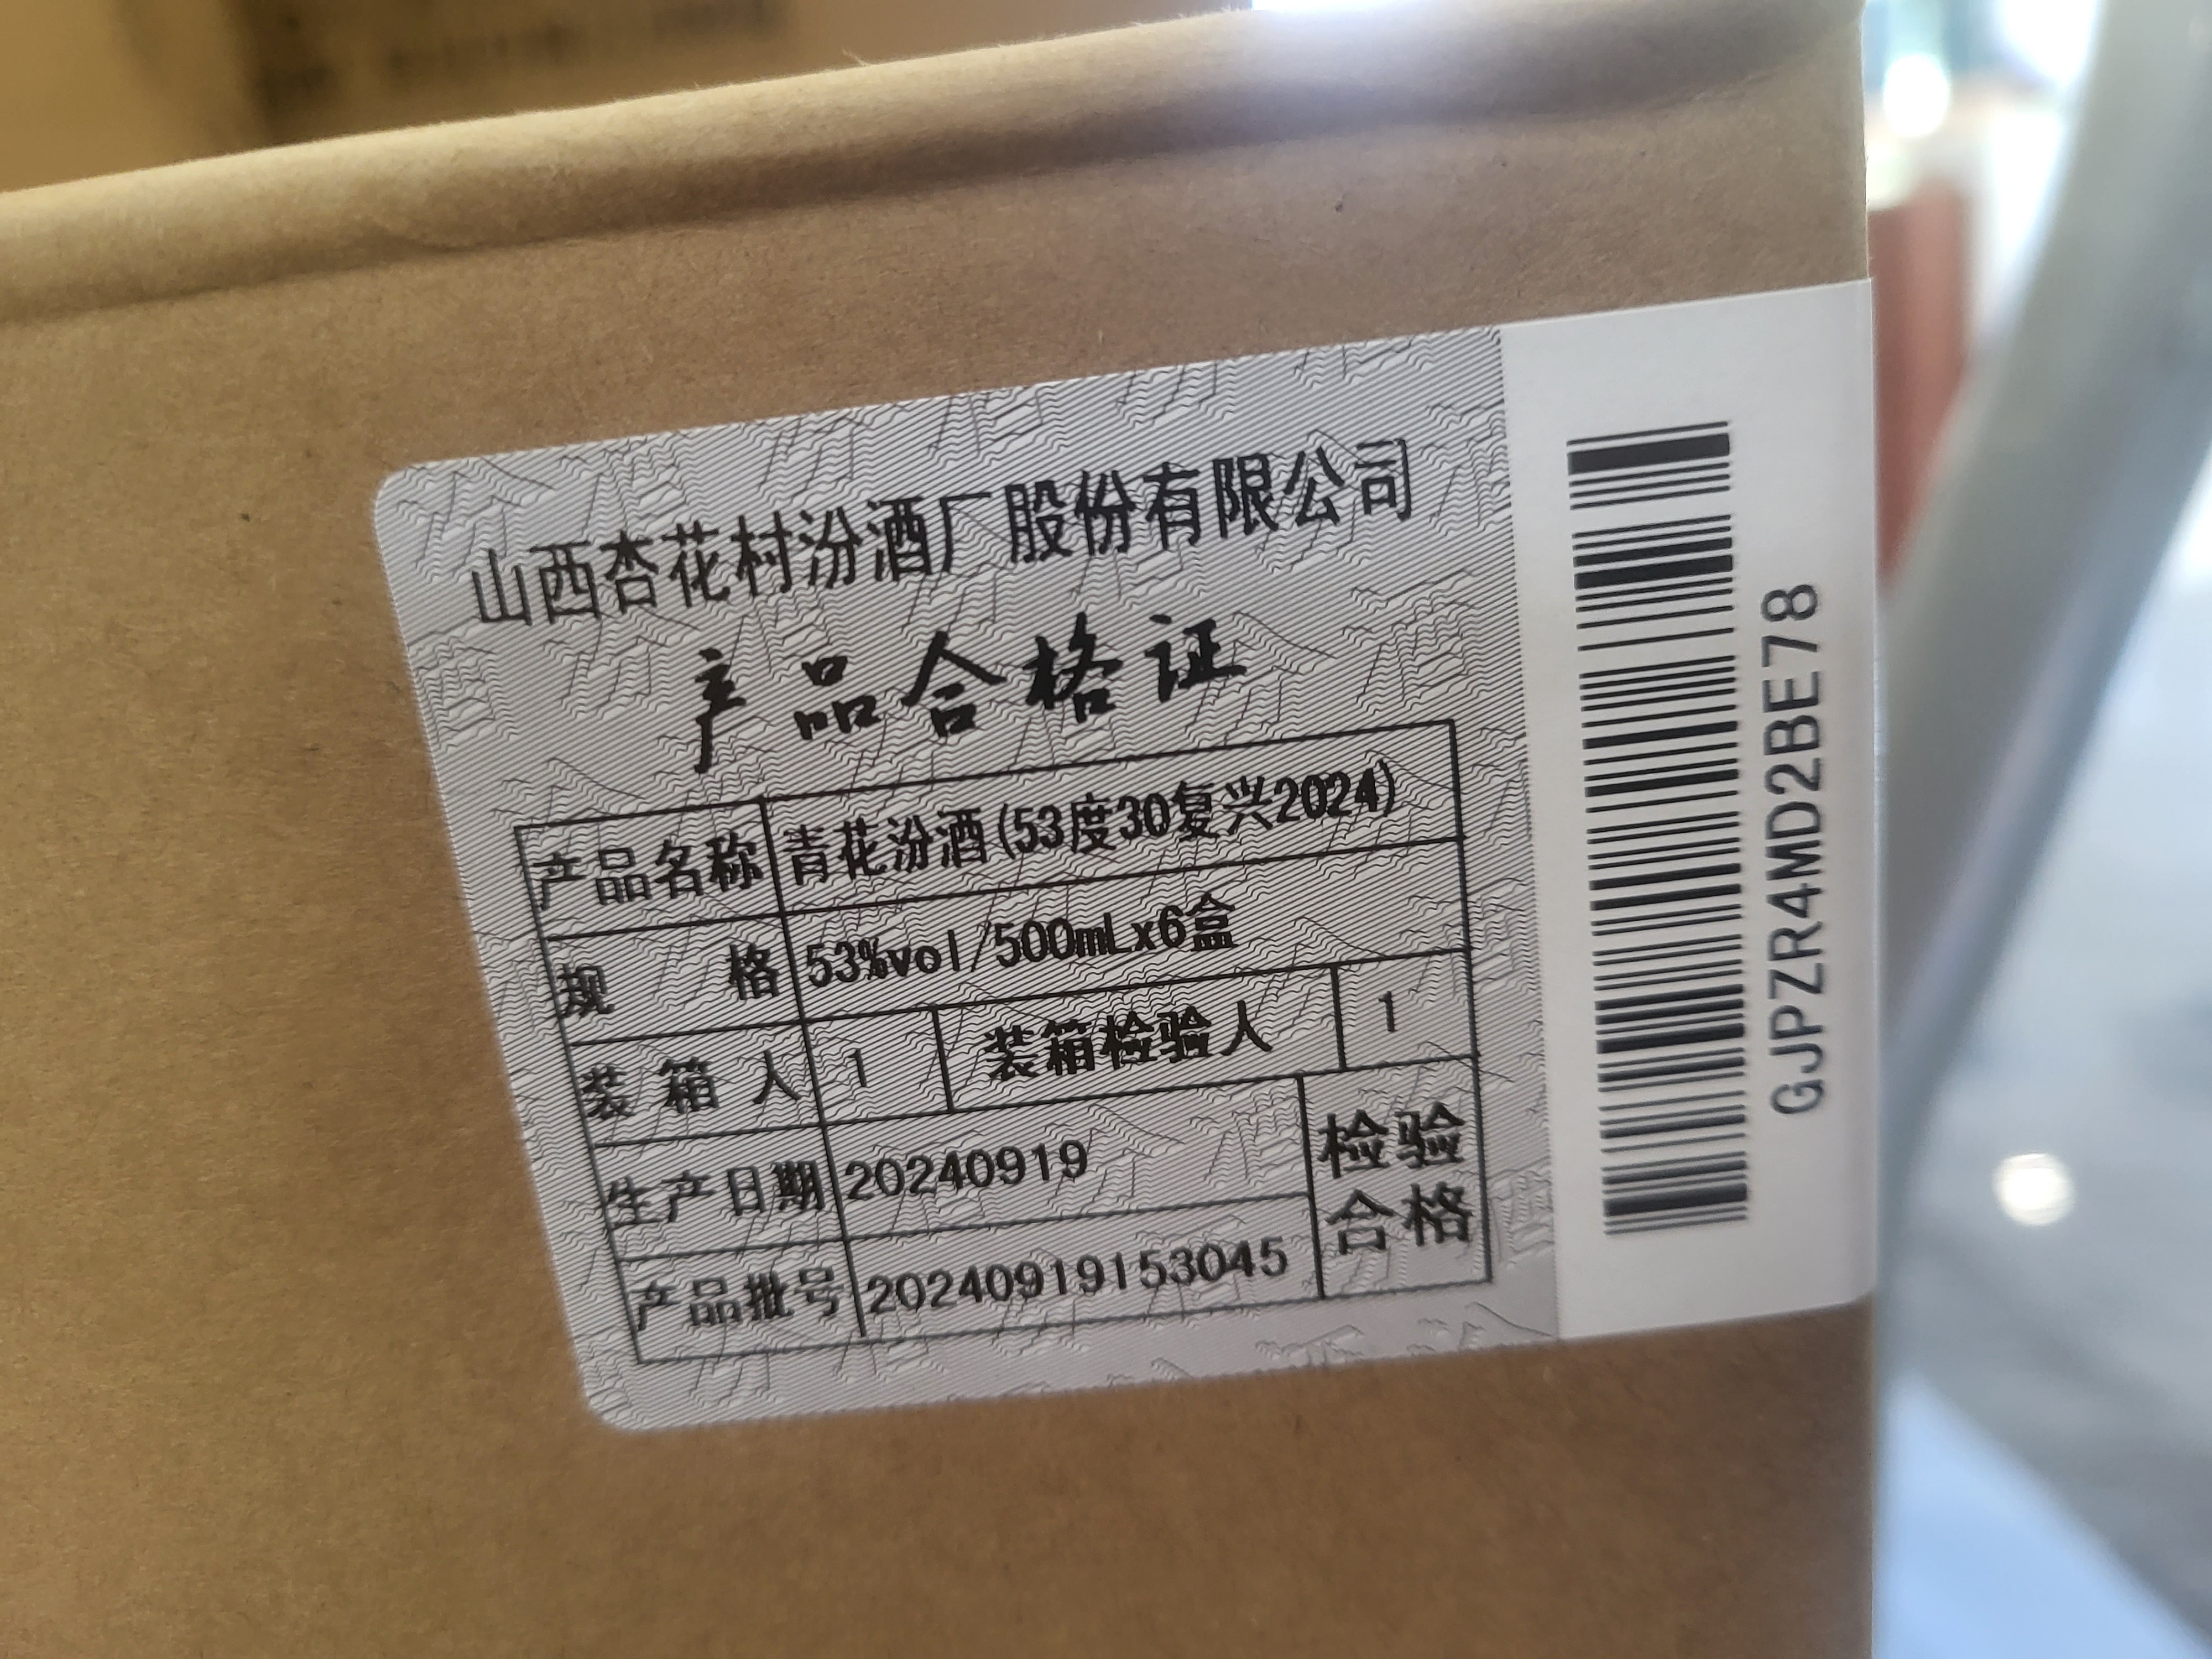 山西杏花村汾酒厂股份有限公司
产品合格证
产品名称 青花汾酒(53度30复兴2024)
规格 53%vol/500mLx6盒
装箱人 1 装箱检验人 1
生产日期 20240919
产品批号 20240919153045
检验
合格
GJPZR4MD2BE78